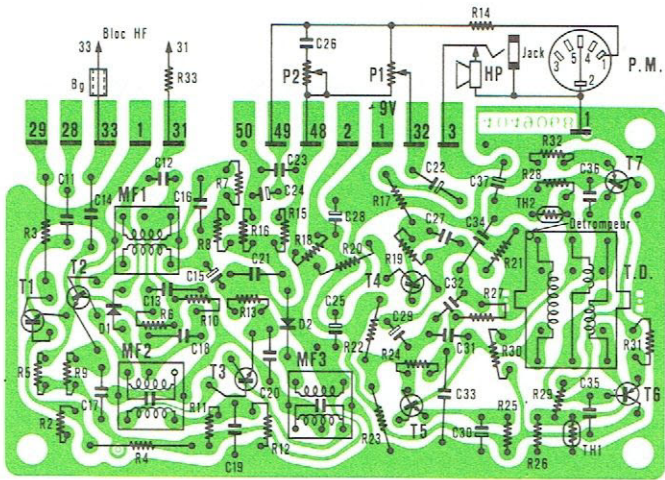 R14
33 Bloc HF 31
C26
Bg
R33
P2
P1
HP
Jack
3 5 4 1
2
P.M.
- 9V
29 28 33 1 31 50 49 48 2 1 32 3 1
R32
C11
C12
C23
C22
C37
R28
C36
T7
C14
MF1
C16
R7
C24
R17
TH2
R3
R8
R16
R15
C28
C27
C34
Detrompeur
R18
R20
R19
R21
T.D.
T1
T2
C15
C21
T4
C32
C13
D1
R6
R10
R13
D2
C25
C29
R27
C18
R22
C31
R31
MF2
T3
MF3
R24
R30
R5
R9
C20
C33
R29
C35
T6
C17
R11
T5
R2
R23
C30
R25
R4
C19
R12
R26
TH1